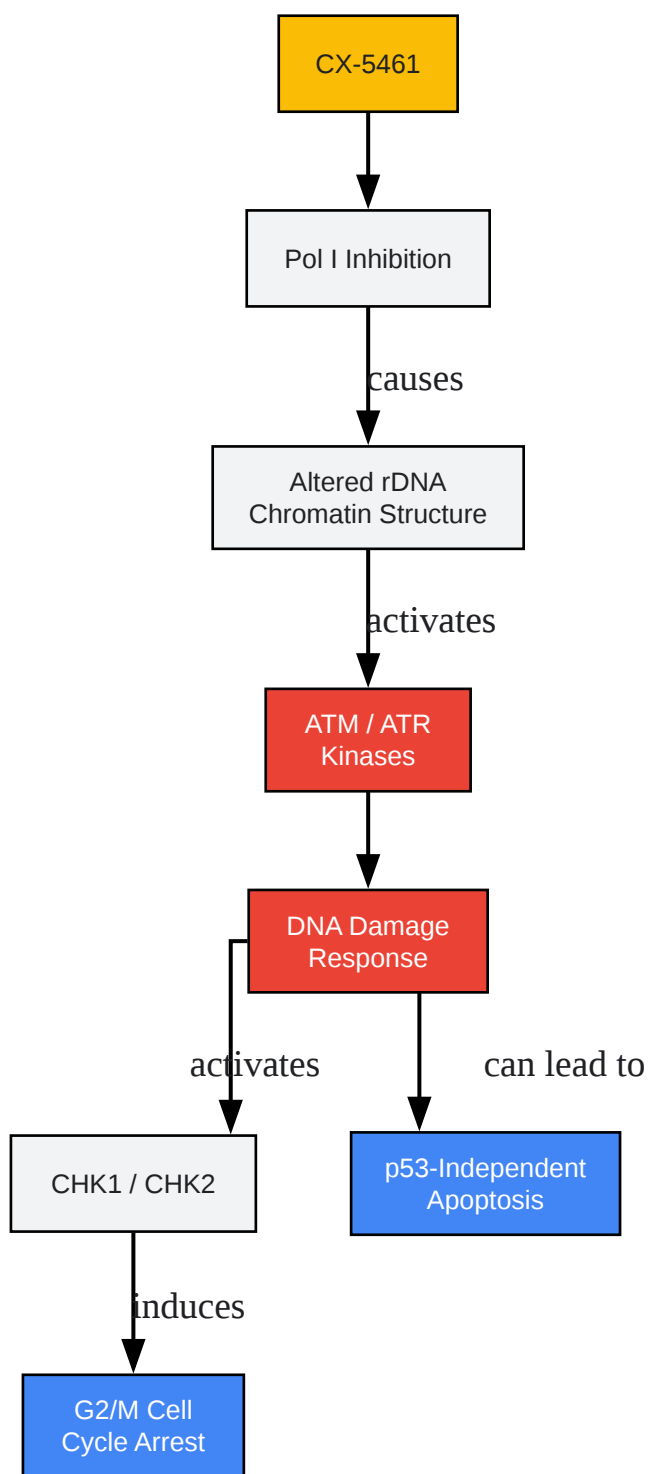 CX-5461
Pol I Inhibition
causes
Altered rDNA
Chromatin Structure
activates
ATM / ATR
Kinases
DNA Damage
Response
activates
can lead to
CHK1 / CHK2
p53-Independent
Apoptosis
induces
G2/M Cell
Cycle Arrest